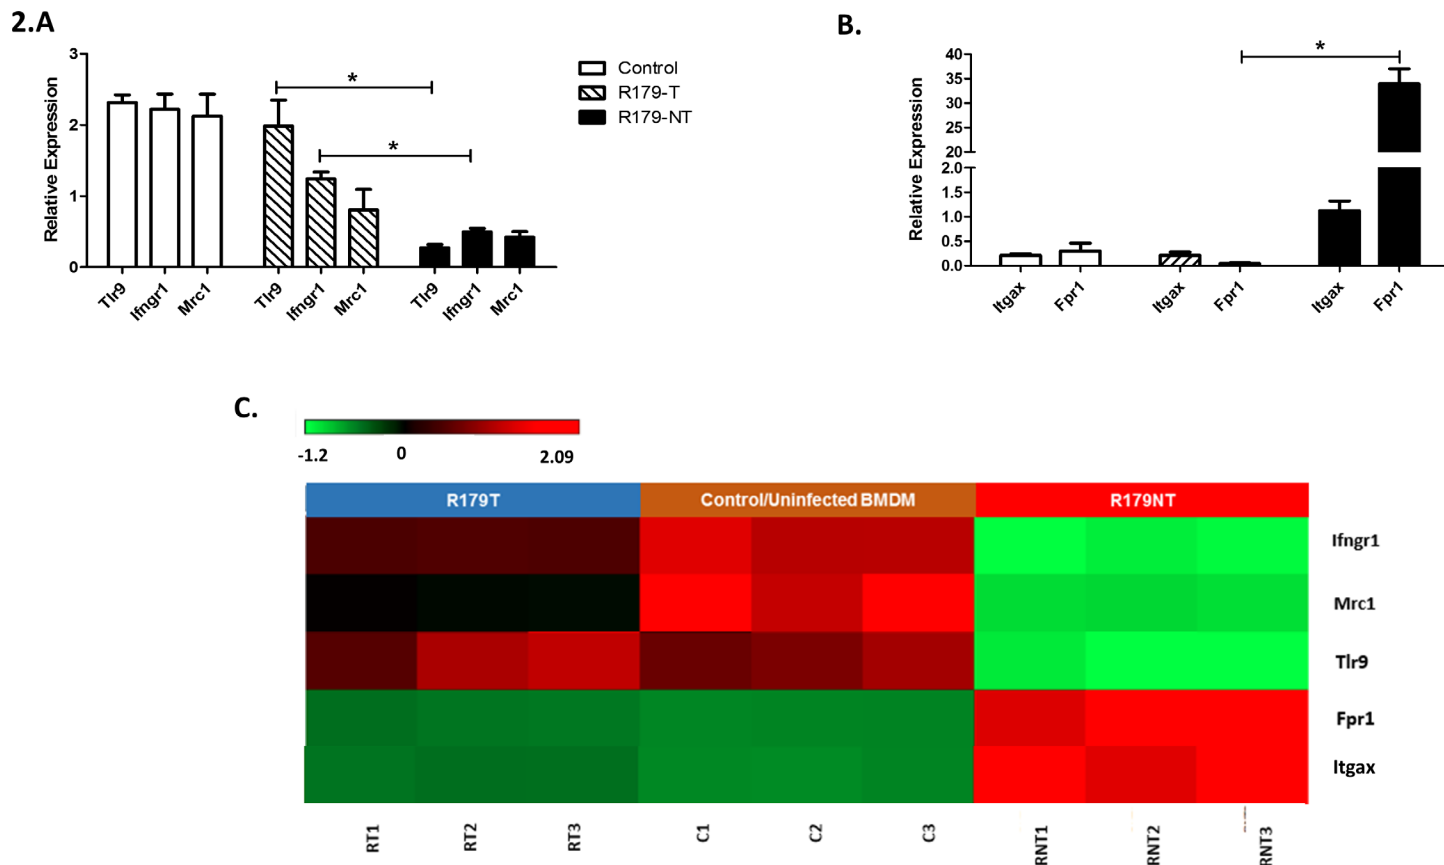 2.A
3
2
1
0
Relative Expression
Tlr9
Ifngr1
Mrc1
Tlr9
Ifngr1
Mrc1
Tlr9
Ifngr1
Mrc1
*
*
Control
R179-T
R179-NT
B.
40
35
30
25
20
2.0
1.5
1.0
0.5
0.0
Relative Expression
Itgax
Fpr1
Itgax
Fpr1
Itgax
Fpr1
*
C.
-1.2 0 2.09
R179T Control/Uninfected BMDM R179NT
Ifngr1
Mrc1
Tlr9
Fpr1
Itgax
RT1 RT2 RT3 C1 C2 C3 RNT1 RNT2 RNT3